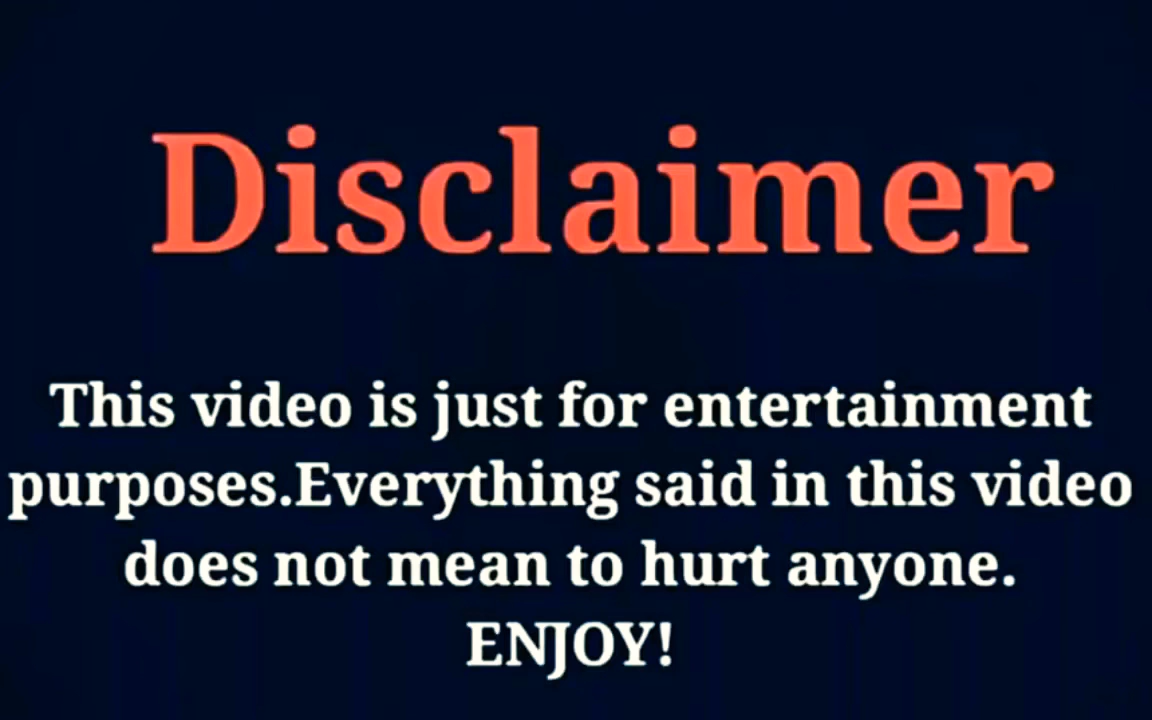 Disclaimer
This video is just for entertainment
purposes.Everything said in this video
does not mean to hurt anyone.
ENJOY!